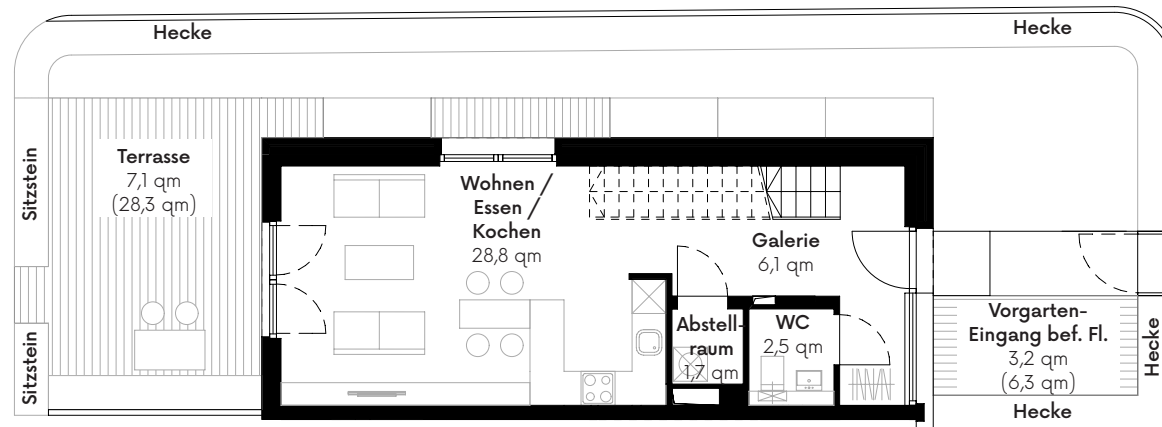 Hecke
Hecke
Sitzstein
Terrasse
7,1 qm
(28,3 qm)
Wohnen /
Essen /
Kochen
28,8 qm
Galerie
6,1 qm
Sitzstein
Abstell-
raum
1,7 qm
WC
2,5 qm
Vorgarten-
Eingang bef. Fl.
3,2 qm
(6,3 qm)
Hecke
Hecke